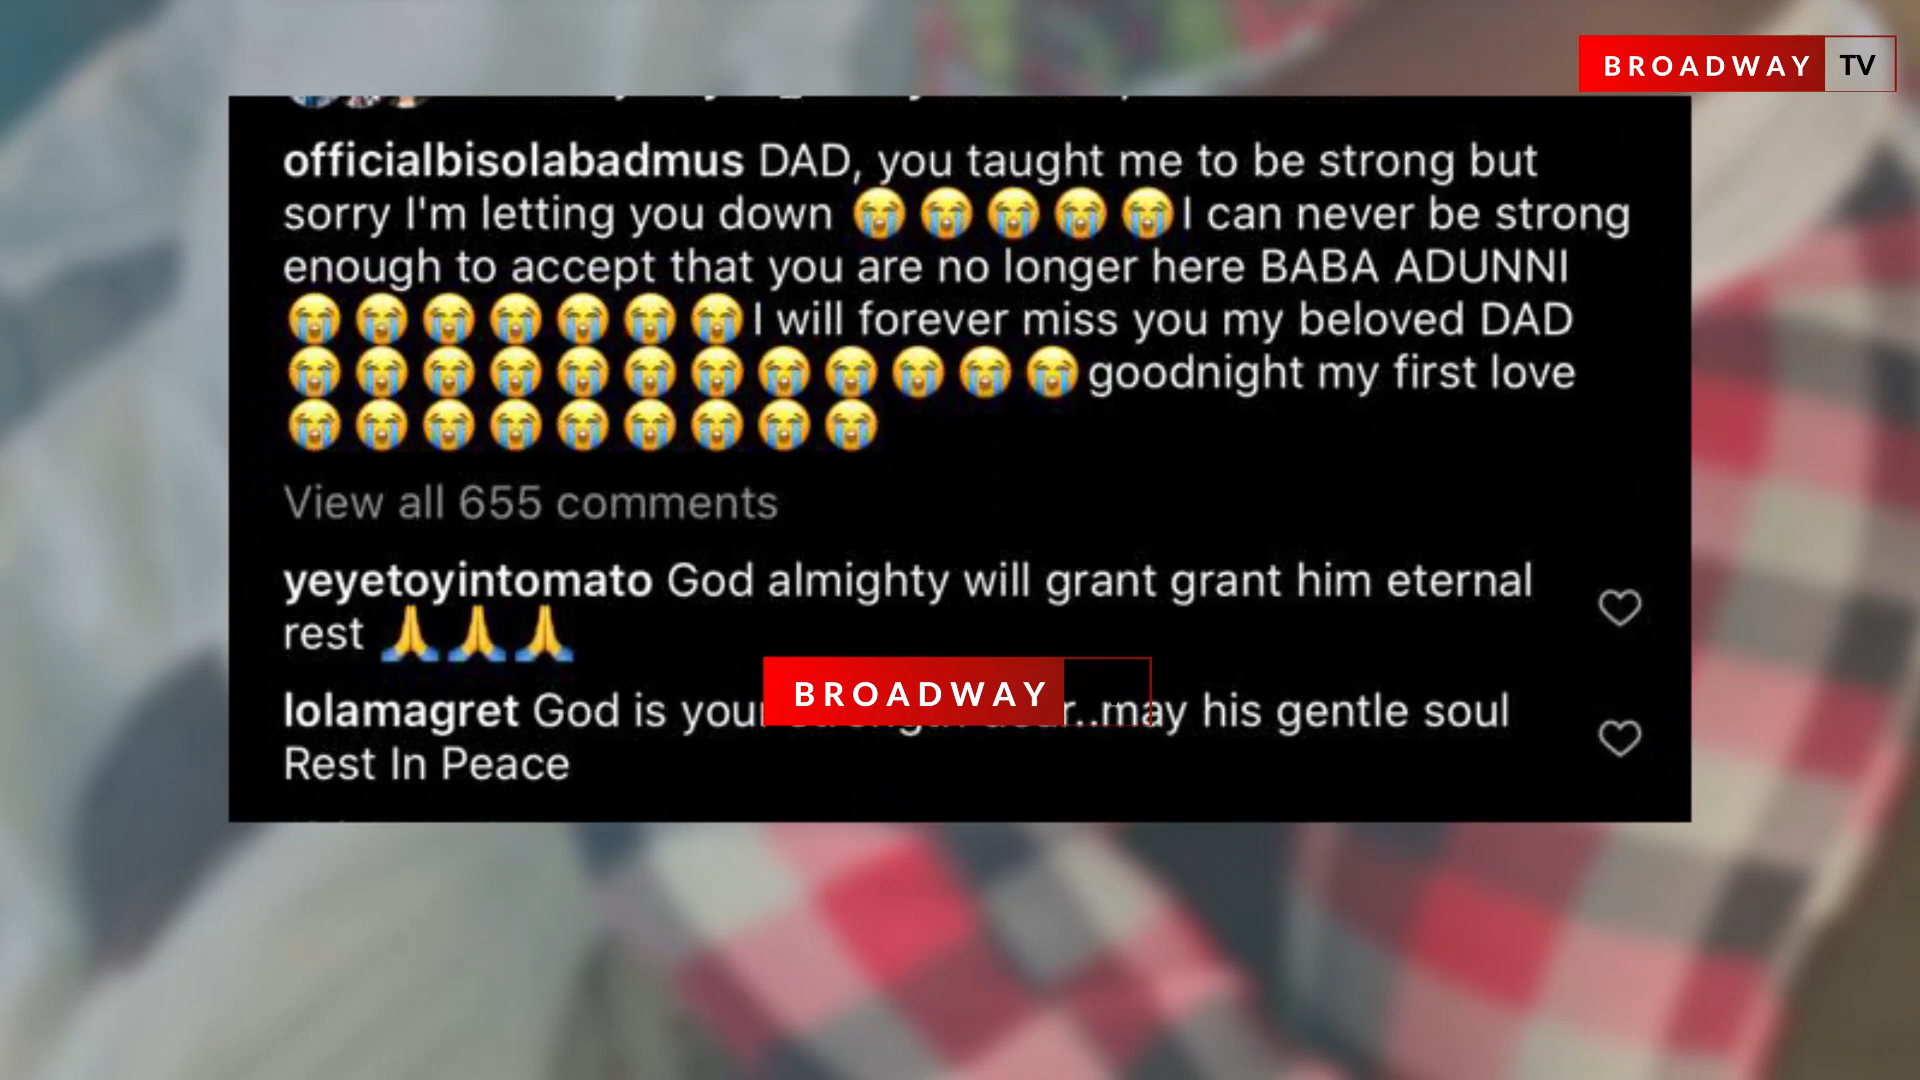 BROADWAY TV
officialbisolabadmus DAD, you taught me to be strong but
sorry I'm letting you down 😭😭😭😭😭I can never be strong
enough to accept that you are no longer here BABA ADUNNI
😭😭😭😭😭😭😭I will forever miss you my beloved DAD
😭😭😭😭😭😭😭😭😭😭😭😭goodnight my first love
😭😭😭😭😭😭😭😭😭
View all 655 comments
yeyetoyintomato God almighty will grant grant him eternal
rest 🙏🙏🙏
BROADWAY
lolamagret God is your ..may his gentle soul
Rest In Peace